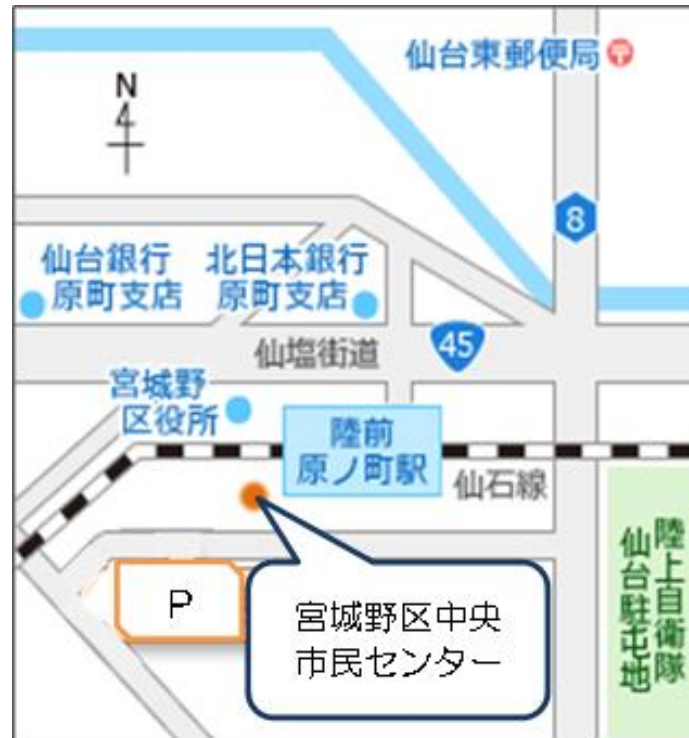 仙台東郵便局
N
8
仙台銀行
原町支店
北日本銀行
原町支店
仙塩街道
45
宮城野
区役所
陸前
原ノ町駅
仙石線
陸上自衛隊
仙台駐屯地
P
宮城野区中央
市民センター